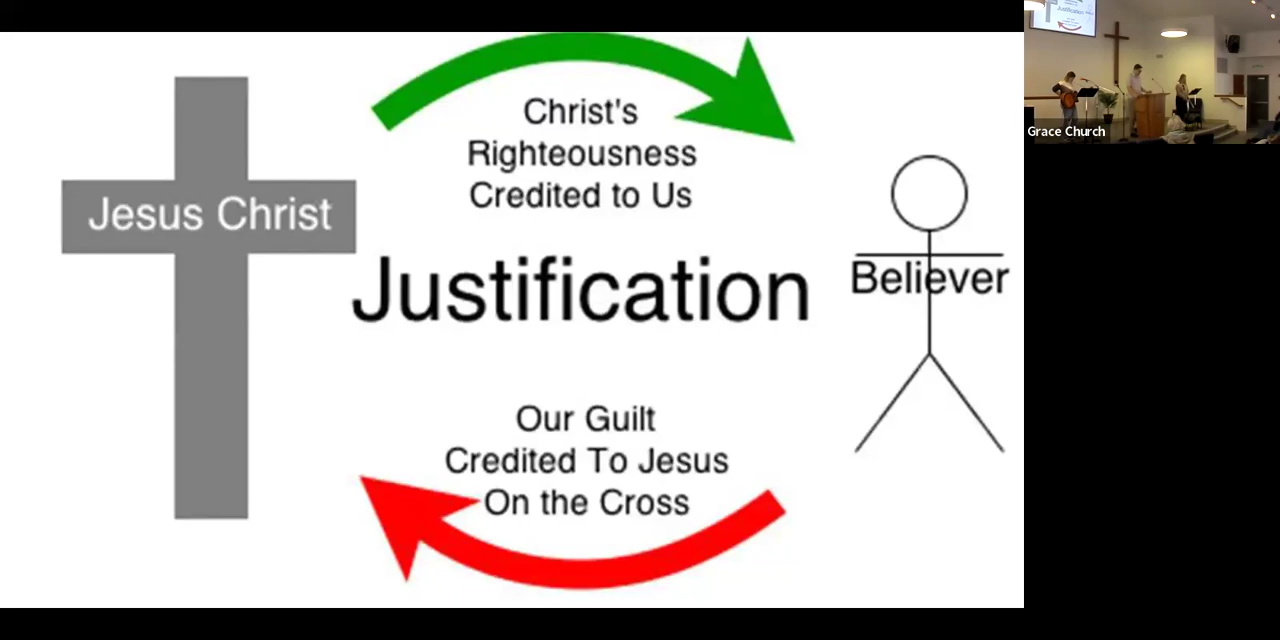 Christ's
Righteousness
Credited to Us
Jesus Christ
Justification
Believer
Our Guilt
Credited To Jesus
On the Cross
Grace Church
Justification